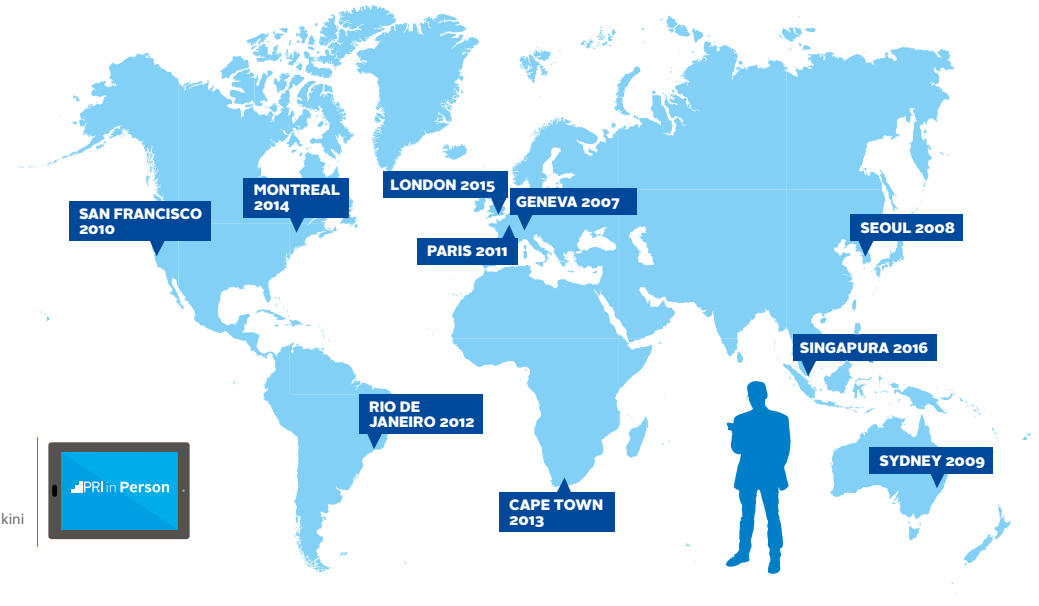 LONDON 2015
MONTREAL
2014
GENEVA 2007
SAN FRANCISCO
2010
SEOUL 2008
PARIS 2011
SINGAPURA 2016
RIO DE
JANEIRO 2012
SYDNEY 2009
PRI in Person
CAPE TOWN
2013
kini